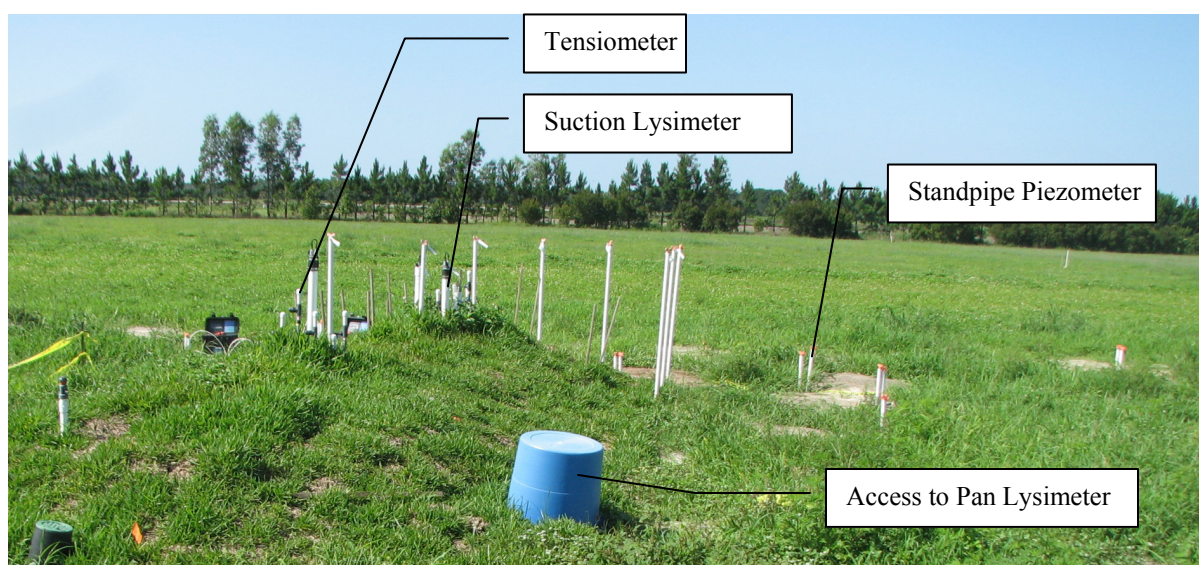 Tensiometer
Suction Lysimeter
Standpipe Piezometer
Access to Pan Lysimeter